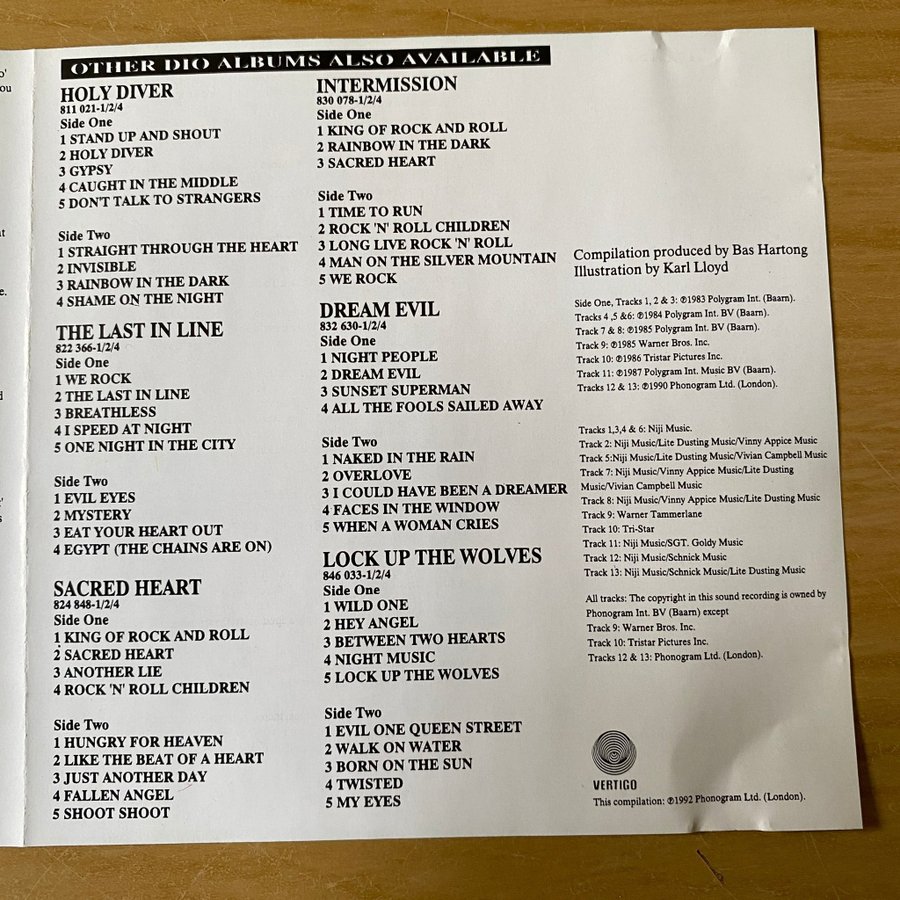 o'
ou
at
e.
d
s
OTHER DIO ALBUMS ALSO AVAILABLE
HOLY DIVER
811 021-1/2/4
Side One
1 STAND UP AND SHOUT
2 HOLY DIVER
3 GYPSY
4 CAUGHT IN THE MIDDLE
5 DON'T TALK TO STRANGERS
Side Two
1 STRAIGHT THROUGH THE HEART
2 INVISIBLE
3 RAINBOW IN THE DARK
4 SHAME ON THE NIGHT
THE LAST IN LINE
822 366-1/2/4
Side One
1 WE ROCK
2 THE LAST IN LINE
3 BREATHLESS
4 I SPEED AT NIGHT
5 ONE NIGHT IN THE CITY
Side Two
1 EVIL EYES
2 MYSTERY
3 EAT YOUR HEART OUT
4 EGYPT (THE CHAINS ARE ON)
SACRED HEART
824 848-1/2/4
Side One
1 KING OF ROCK AND ROLL
2 SACRED HEART
3 ANOTHER LIE
4 ROCK 'N' ROLL CHILDREN
Side Two
1 HUNGRY FOR HEAVEN
2 LIKE THE BEAT OF A HEART
3 JUST ANOTHER DAY
4 FALLEN ANGEL
5 SHOOT SHOOT
INTERMISSION
830 078-1/2/4
Side One
1 KING OF ROCK AND ROLL
2 RAINBOW IN THE DARK
3 SACRED HEART
Side Two
1 TIME TO RUN
2 ROCK 'N' ROLL CHILDREN
3 LONG LIVE ROCK 'N' ROLL
4 MAN ON THE SILVER MOUNTAIN
5 WE ROCK
DREAM EVIL
832 630-1/2/4
Side One
1 NIGHT PEOPLE
2 DREAM EVIL
3 SUNSET SUPERMAN
4 ALL THE FOOLS SAILED AWAY
Side Two
1 NAKED IN THE RAIN
2 OVERLOVE
3 I COULD HAVE BEEN A DREAMER
4 FACES IN THE WINDOW
5 WHEN A WOMAN CRIES
LOCK UP THE WOLVES
846 033-1/2/4
Side One
1 WILD ONE
2 HEY ANGEL
3 BETWEEN TWO HEARTS
4 NIGHT MUSIC
5 LOCK UP THE WOLVES
Side Two
1 EVIL ONE QUEEN STREET
2 WALK ON WATER
3 BORN ON THE SUN
4 TWISTED
5 MY EYES
Compilation produced by Bas Hartong
Illustration by Karl Lloyd
Side One, Tracks 1, 2 & 3: ℗1983 Polygram Int. (Baarn).
Tracks 4 ,5 &6: ℗1984 Polygram Int. BV (Baarn).
Track 7 & 8: ℗1985 Polygram Int. BV (Baarn).
Track 9: ℗1985 Warner Bros. Inc.
Track 10: ℗1986 Tristar Pictures Inc.
Track 11: ℗1987 Polygram Int. Music BV (Baarn).
Tracks 12 & 13: ℗1990 Phonogram Ltd. (London).
Tracks 1,3,4 & 6: Niji Music.
Track 2: Niji Music/Lite Dusting Music/Vinny Appice Music
Track 5:Niji Music/Lite Dusting Music/Vivian Campbell Music
Track 7: Niji Music/Vinny Appice Music/Lite Dusting
Music/Vivian Campbell Music
Track 8: Niji Music/Vinny Appice Music/Lite Dusting Music
Track 9: Warner Tammerlane
Track 10: Tri-Star
Track 11: Niji Music/SGT. Goldy Music
Track 12: Niji Music/Schnick Music
Track 13: Niji Music/Schnick Music/Lite Dusting Music
All tracks: The copyright in this sound recording is owned by
Phonogram Int. BV (Baarn) except
Track 9: Warner Bros. Inc.
Track 10: Tristar Pictures Inc.
Tracks 12 & 13: Phonogram Ltd. (London).
VERTIGO
This compilation: ℗1992 Phonogram Ltd. (London).